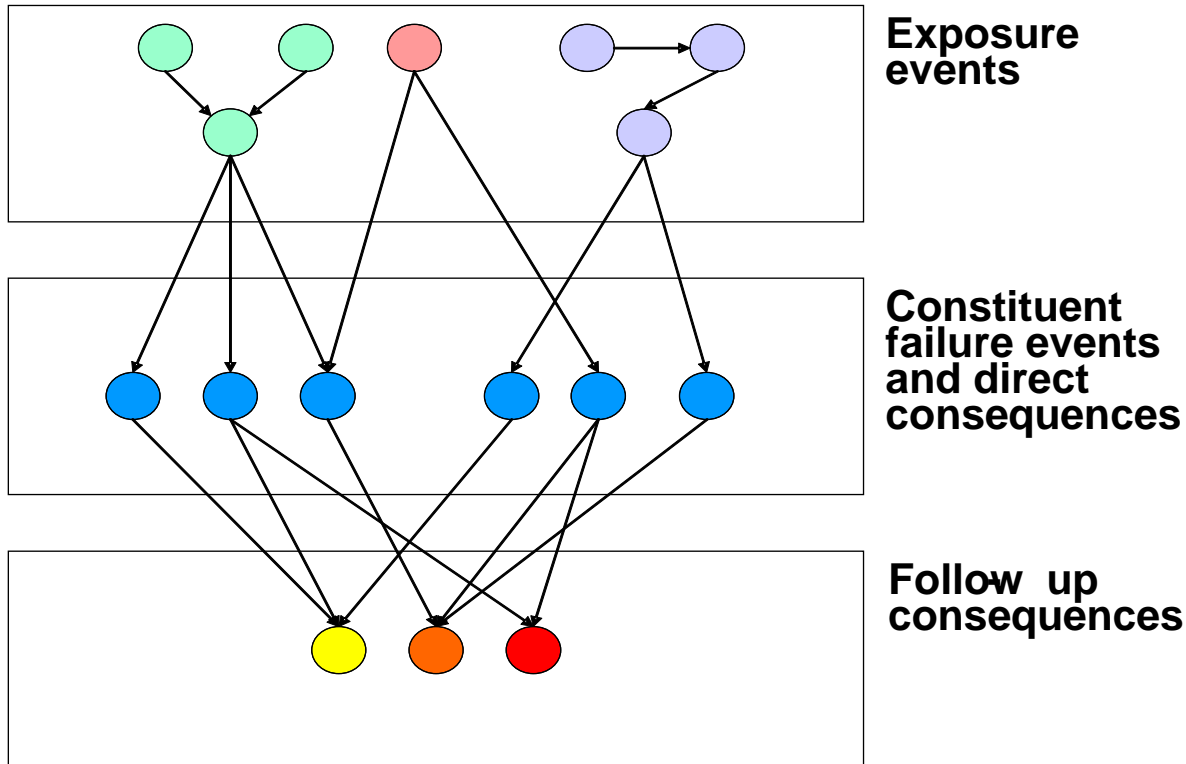 Exposure
events
Constituent
failure events
and direct
consequences
Follow-up
consequences